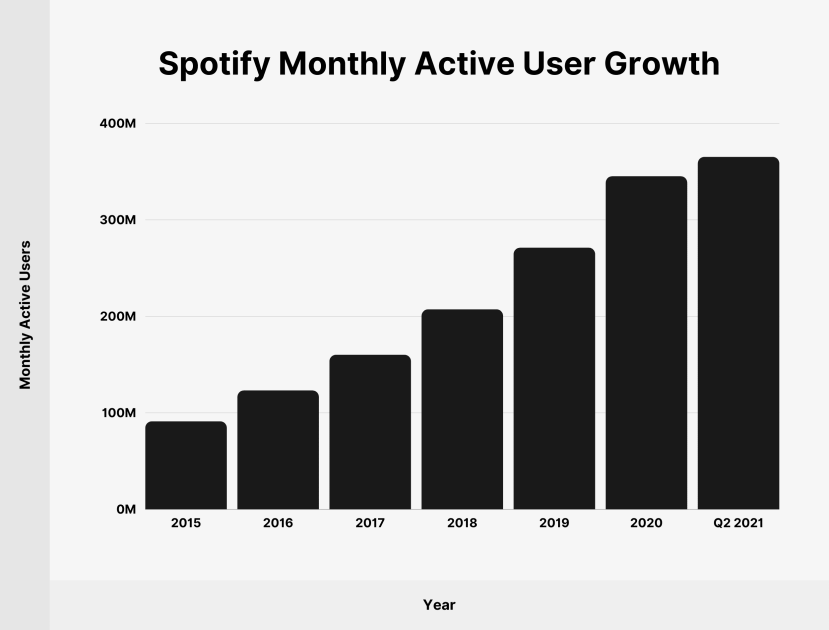 Spotify Monthly Active User Growth
Monthly Active Users
400M
300M
200M
100M
0M
2015 2016 2017 2018 2019 2020 Q2 2021
Year